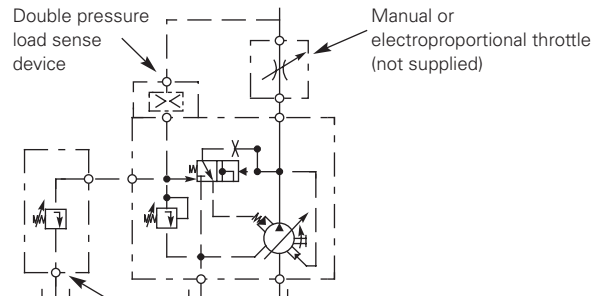 Double pressure
load sense
device
Manual or
electroproportional throttle
(not supplied)